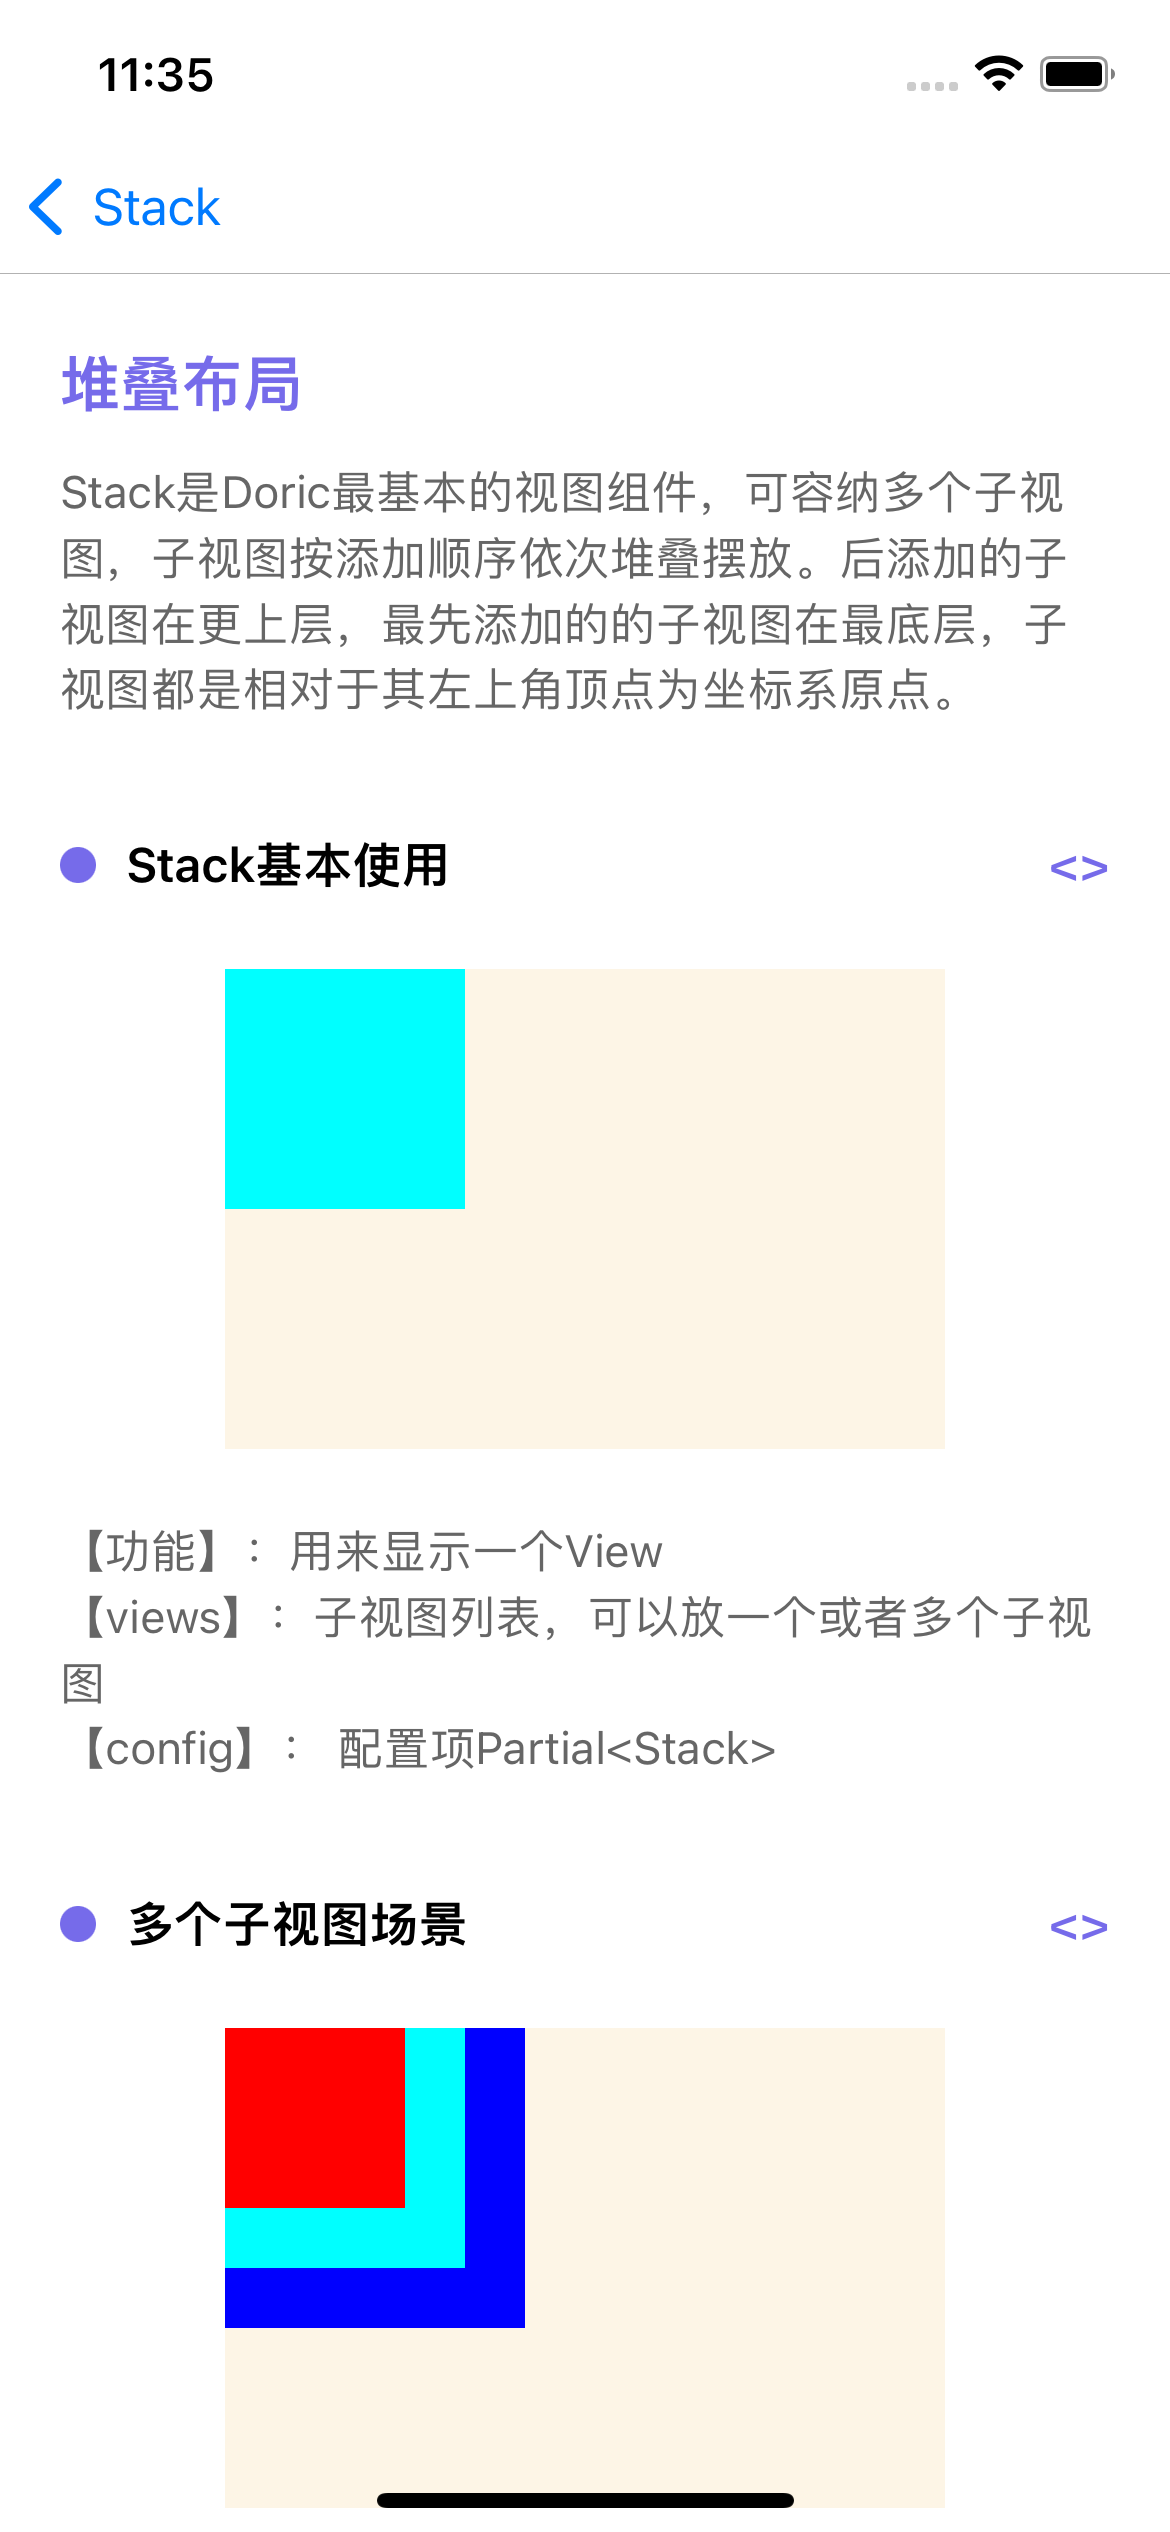 11:35
Stack
堆叠布局
Stack是Doric最基本的视图组件，可容纳多个子视
图，子视图按添加顺序依次堆叠摆放。后添加的子
视图在更上层，最先添加的的子视图在最底层，子
视图都是相对于其左上角顶点为坐标系原点。
Stack基本使用
<>
【功能】：用来显示一个View
【views】：子视图列表，可以放一个或者多个子视
图
【config】： 配置项Partial<Stack>
多个子视图场景
<>